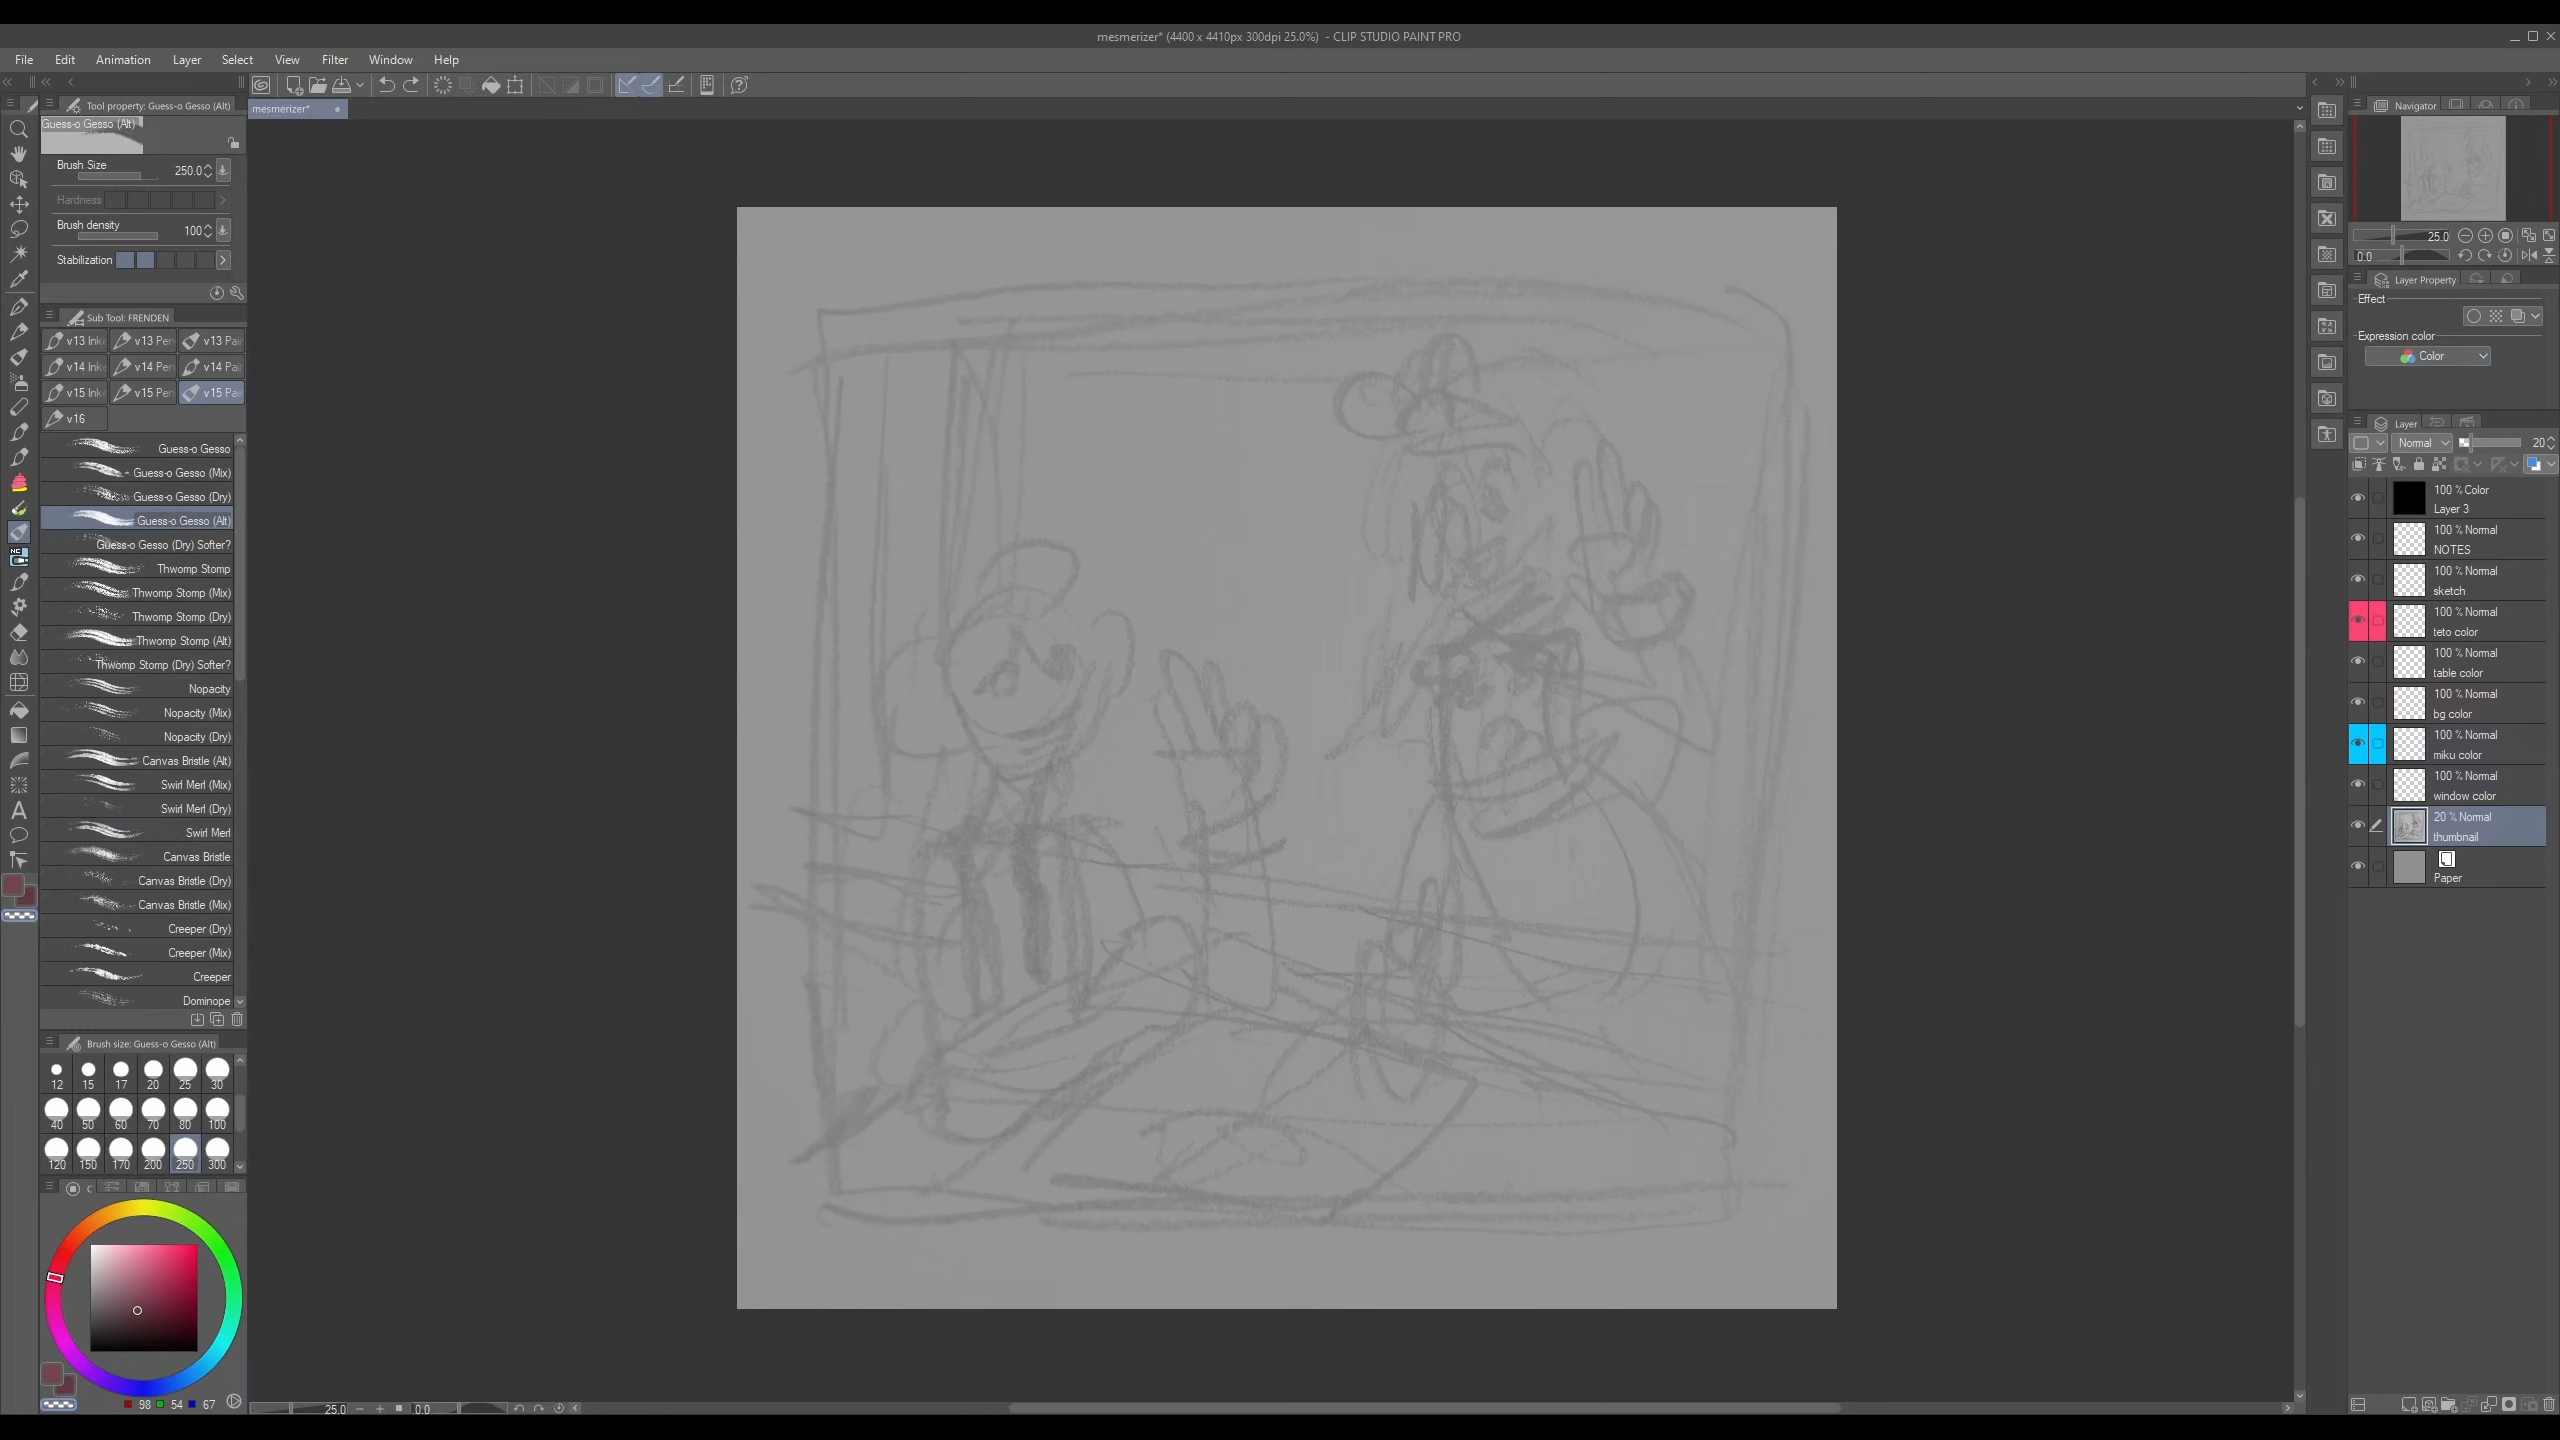 mesmerizer* (4400 x 4410px 300dpi 25.0%) - CLIP STUDIO PAINT PRO
File Edit Animation Layer Select View Filter Window Help
Tool property: Guess-o Gesso (Alt)
mesmerizer*
Navigator
Guess-o Gesso (Alt)
Brush Size 250.0
Hardness
Brush density 100
Stabilization
25.0
0.0
Layer Property
Effect
Expression color
Color
Sub Tool: FRENDEN
v13 Ink v13 Pen v13 Pai
v14 Ink v14 Pen v14 Pai
v15 Ink v15 Pen v15 Pai
v16
Guess-o Gesso
Guess-o Gesso (Mix)
Guess-o Gesso (Dry)
Guess-o Gesso (Alt)
Guess-o Gesso (Dry) Softer?
Thwomp Stomp
Thwomp Stomp (Mix)
Thwomp Stomp (Dry)
Thwomp Stomp (Alt)
Thwomp Stomp (Dry) Softer?
Nopacity
Nopacity (Mix)
Nopacity (Dry)
Canvas Bristle (Alt)
Swirl Merl (Mix)
Swirl Merl (Dry)
Swirl Merl
Canvas Bristle
Canvas Bristle (Dry)
Canvas Bristle (Mix)
Creeper (Dry)
Creeper (Mix)
Creeper
Dominope
Layer
Normal 20
100 % Color
Layer 3
100 % Normal
NOTES
100 % Normal
sketch
100 % Normal
teto color
100 % Normal
table color
100 % Normal
bg color
100 % Normal
miku color
100 % Normal
window color
20 % Normal
thumbnail
Paper
Brush size: Guess-o Gesso (Alt)
12 15 17 20 25 30
40 50 60 70 80 100
120 150 170 200 250 300
98 54 67
25.0 0.0